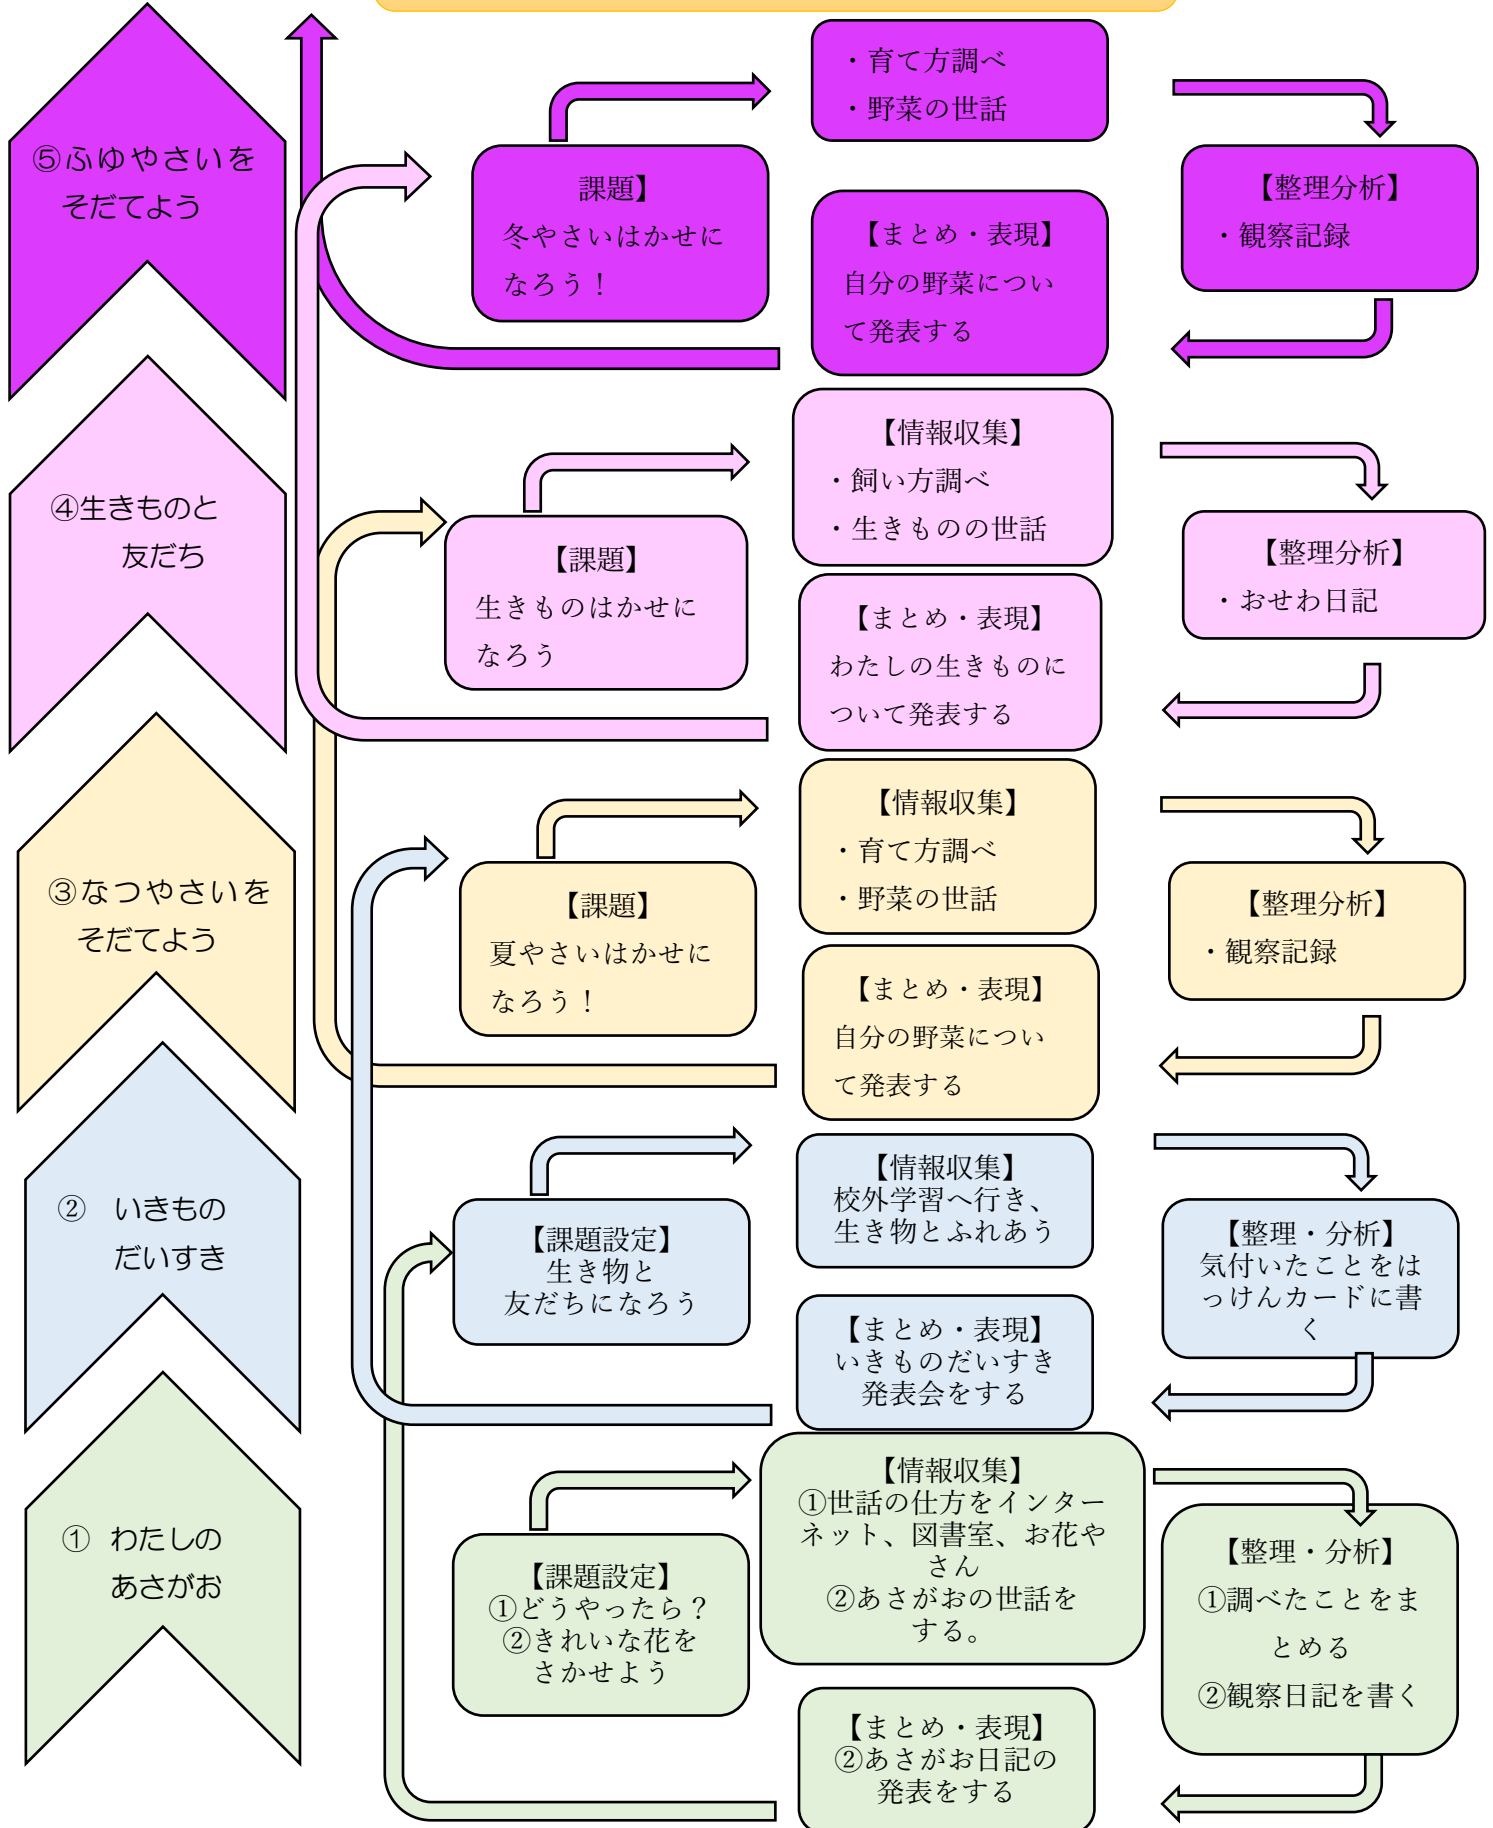 ⑤ふゆやさいを
そだてよう
・育て方調べ
・野菜の世話
課題】
冬やさいはかせに
なろう！
【整理分析】
・観察記録
【まとめ・表現】
自分の野菜につい
て発表する
④生きものと
友だち
【情報収集】
・飼い方調べ
・生きものの世話
【課題】
生きものはかせに
なろう
【整理分析】
・おせわ日記
【まとめ・表現】
わたしの生きものに
ついて発表する
③なつやさいを
そだてよう
【情報収集】
・育て方調べ
・野菜の世話
【課題】
夏やさいはかせに
なろう！
【整理分析】
・観察記録
【まとめ・表現】
自分の野菜につい
て発表する
② いきもの
だいすき
【情報収集】
校外学習へ行き、
生き物とふれあう
【課題設定】
生き物と
友だちになろう
【整理・分析】
気付いたことをは
っけんカードに書
く
【まとめ・表現】
いきものだいすき
発表会をする
① わたしの
あさがお
【情報収集】
①世話の仕方をインター
ネット、図書室、お花や
さん
②あさがおの世話を
する。
【課題設定】
①どうやったら？
②きれいな花を
さかせよう
【整理・分析】
①調べたことをま
とめる
②観察日記を書く
【まとめ・表現】
②あさがお日記の
発表をする